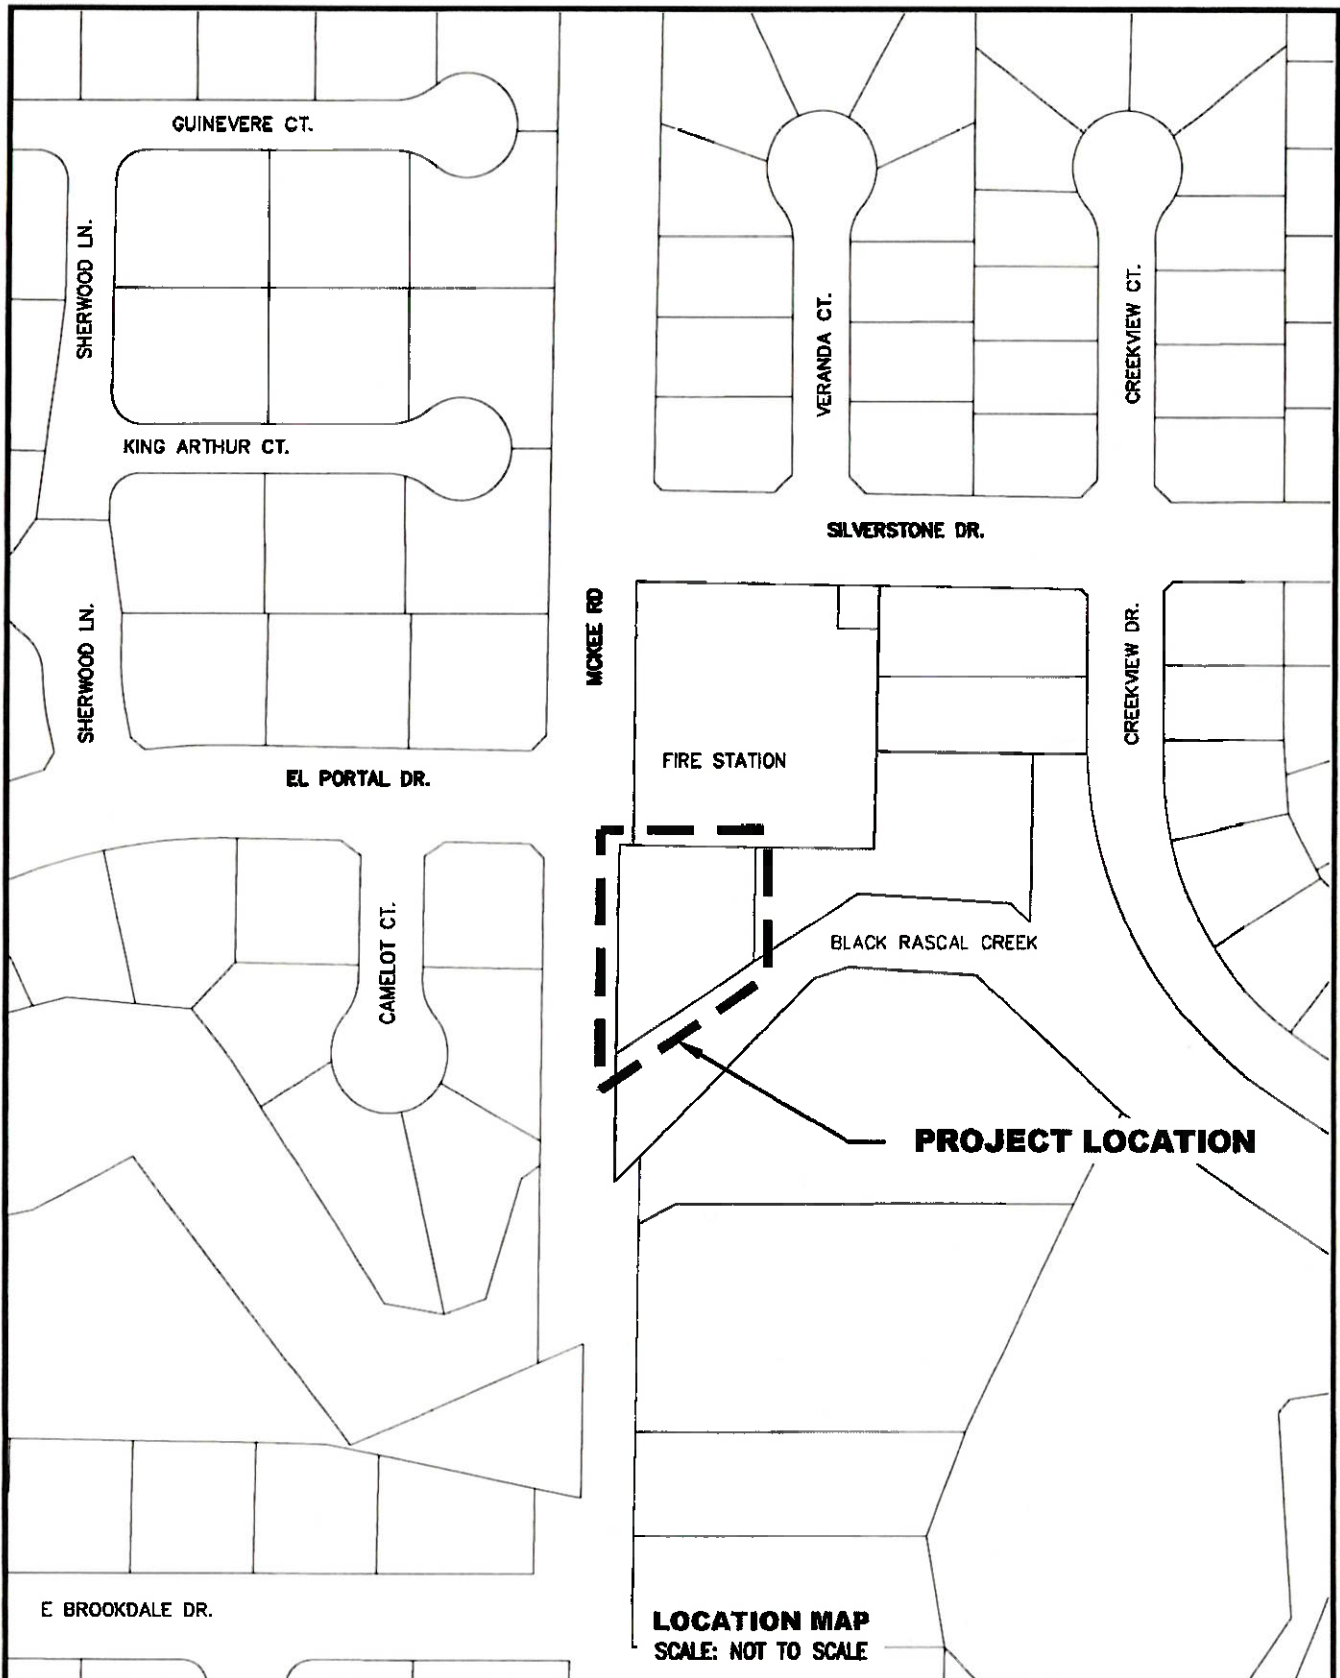 GUINEVERE CT.
SHERWOOD LN.
VERANDA CT.
CREEKVIEW CT.
KING ARTHUR CT.
SILVERSTONE DR.
SHERWOOD LN.
MCKEE RD
CREEKVIEW DR.
FIRE STATION
EL PORTAL DR.
CAMELOT CT.
BLACK RASCAL CREEK
PROJECT LOCATION
E BROOKDALE DR.
LOCATION MAP
SCALE: NOT TO SCALE